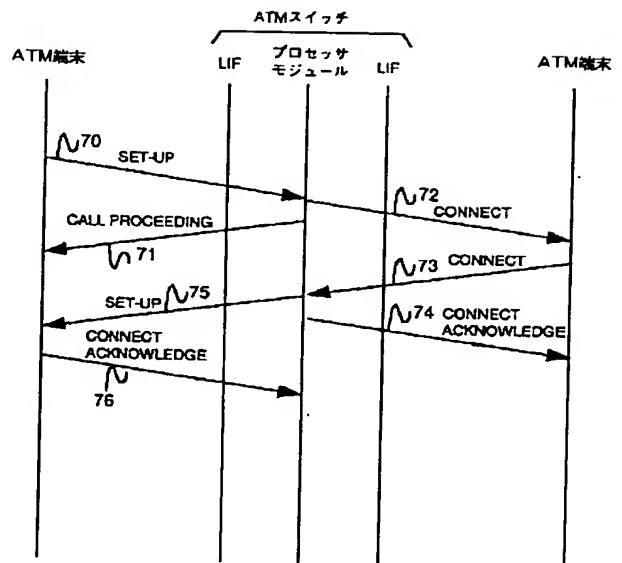 ATMスイッチ
ATM端末
LIF
プロセッサ
モジュール
LIF
ATM端末
70
SET-UP
72
CONNECT
CALL PROCEEDING
71
73
CONNECT
75
SET-UP
74
CONNECT
ACKNOWLEDGE
CONNECT
ACKNOWLEDGE
76